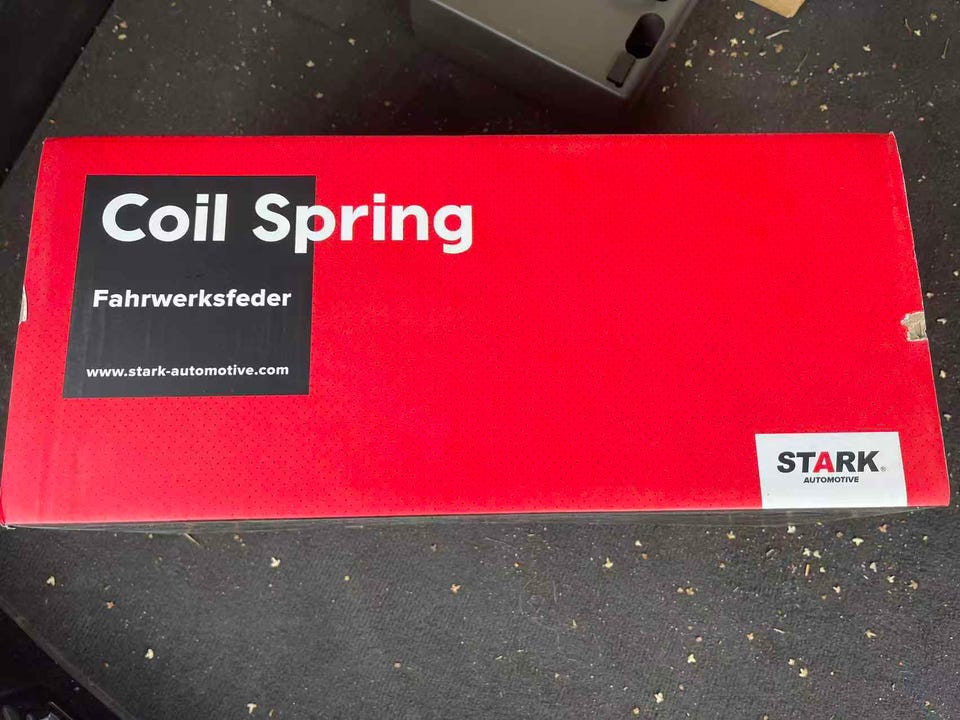 Coil Spring
Fahrwerksfeder
www.stark-automotive.com
STARK®
AUTOMOTIVE